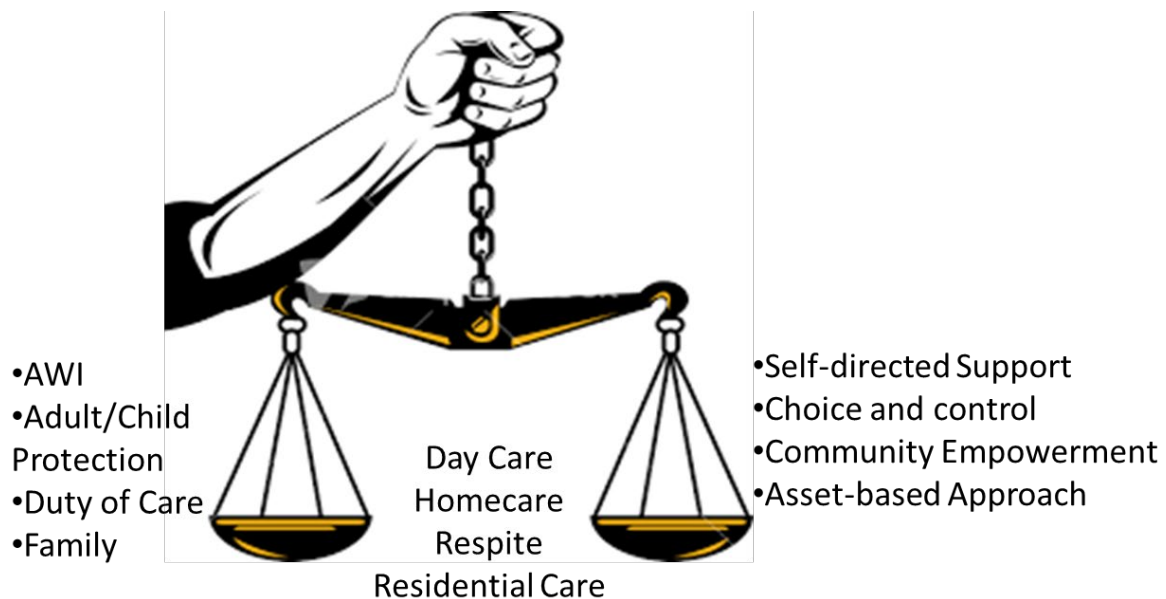 •AWI
•Adult/Child
Protection
•Duty of Care
•Family
Day Care
Homecare
Respite
Residential Care
•Self-directed Support
•Choice and control
•Community Empowerment
•Asset-based Approach